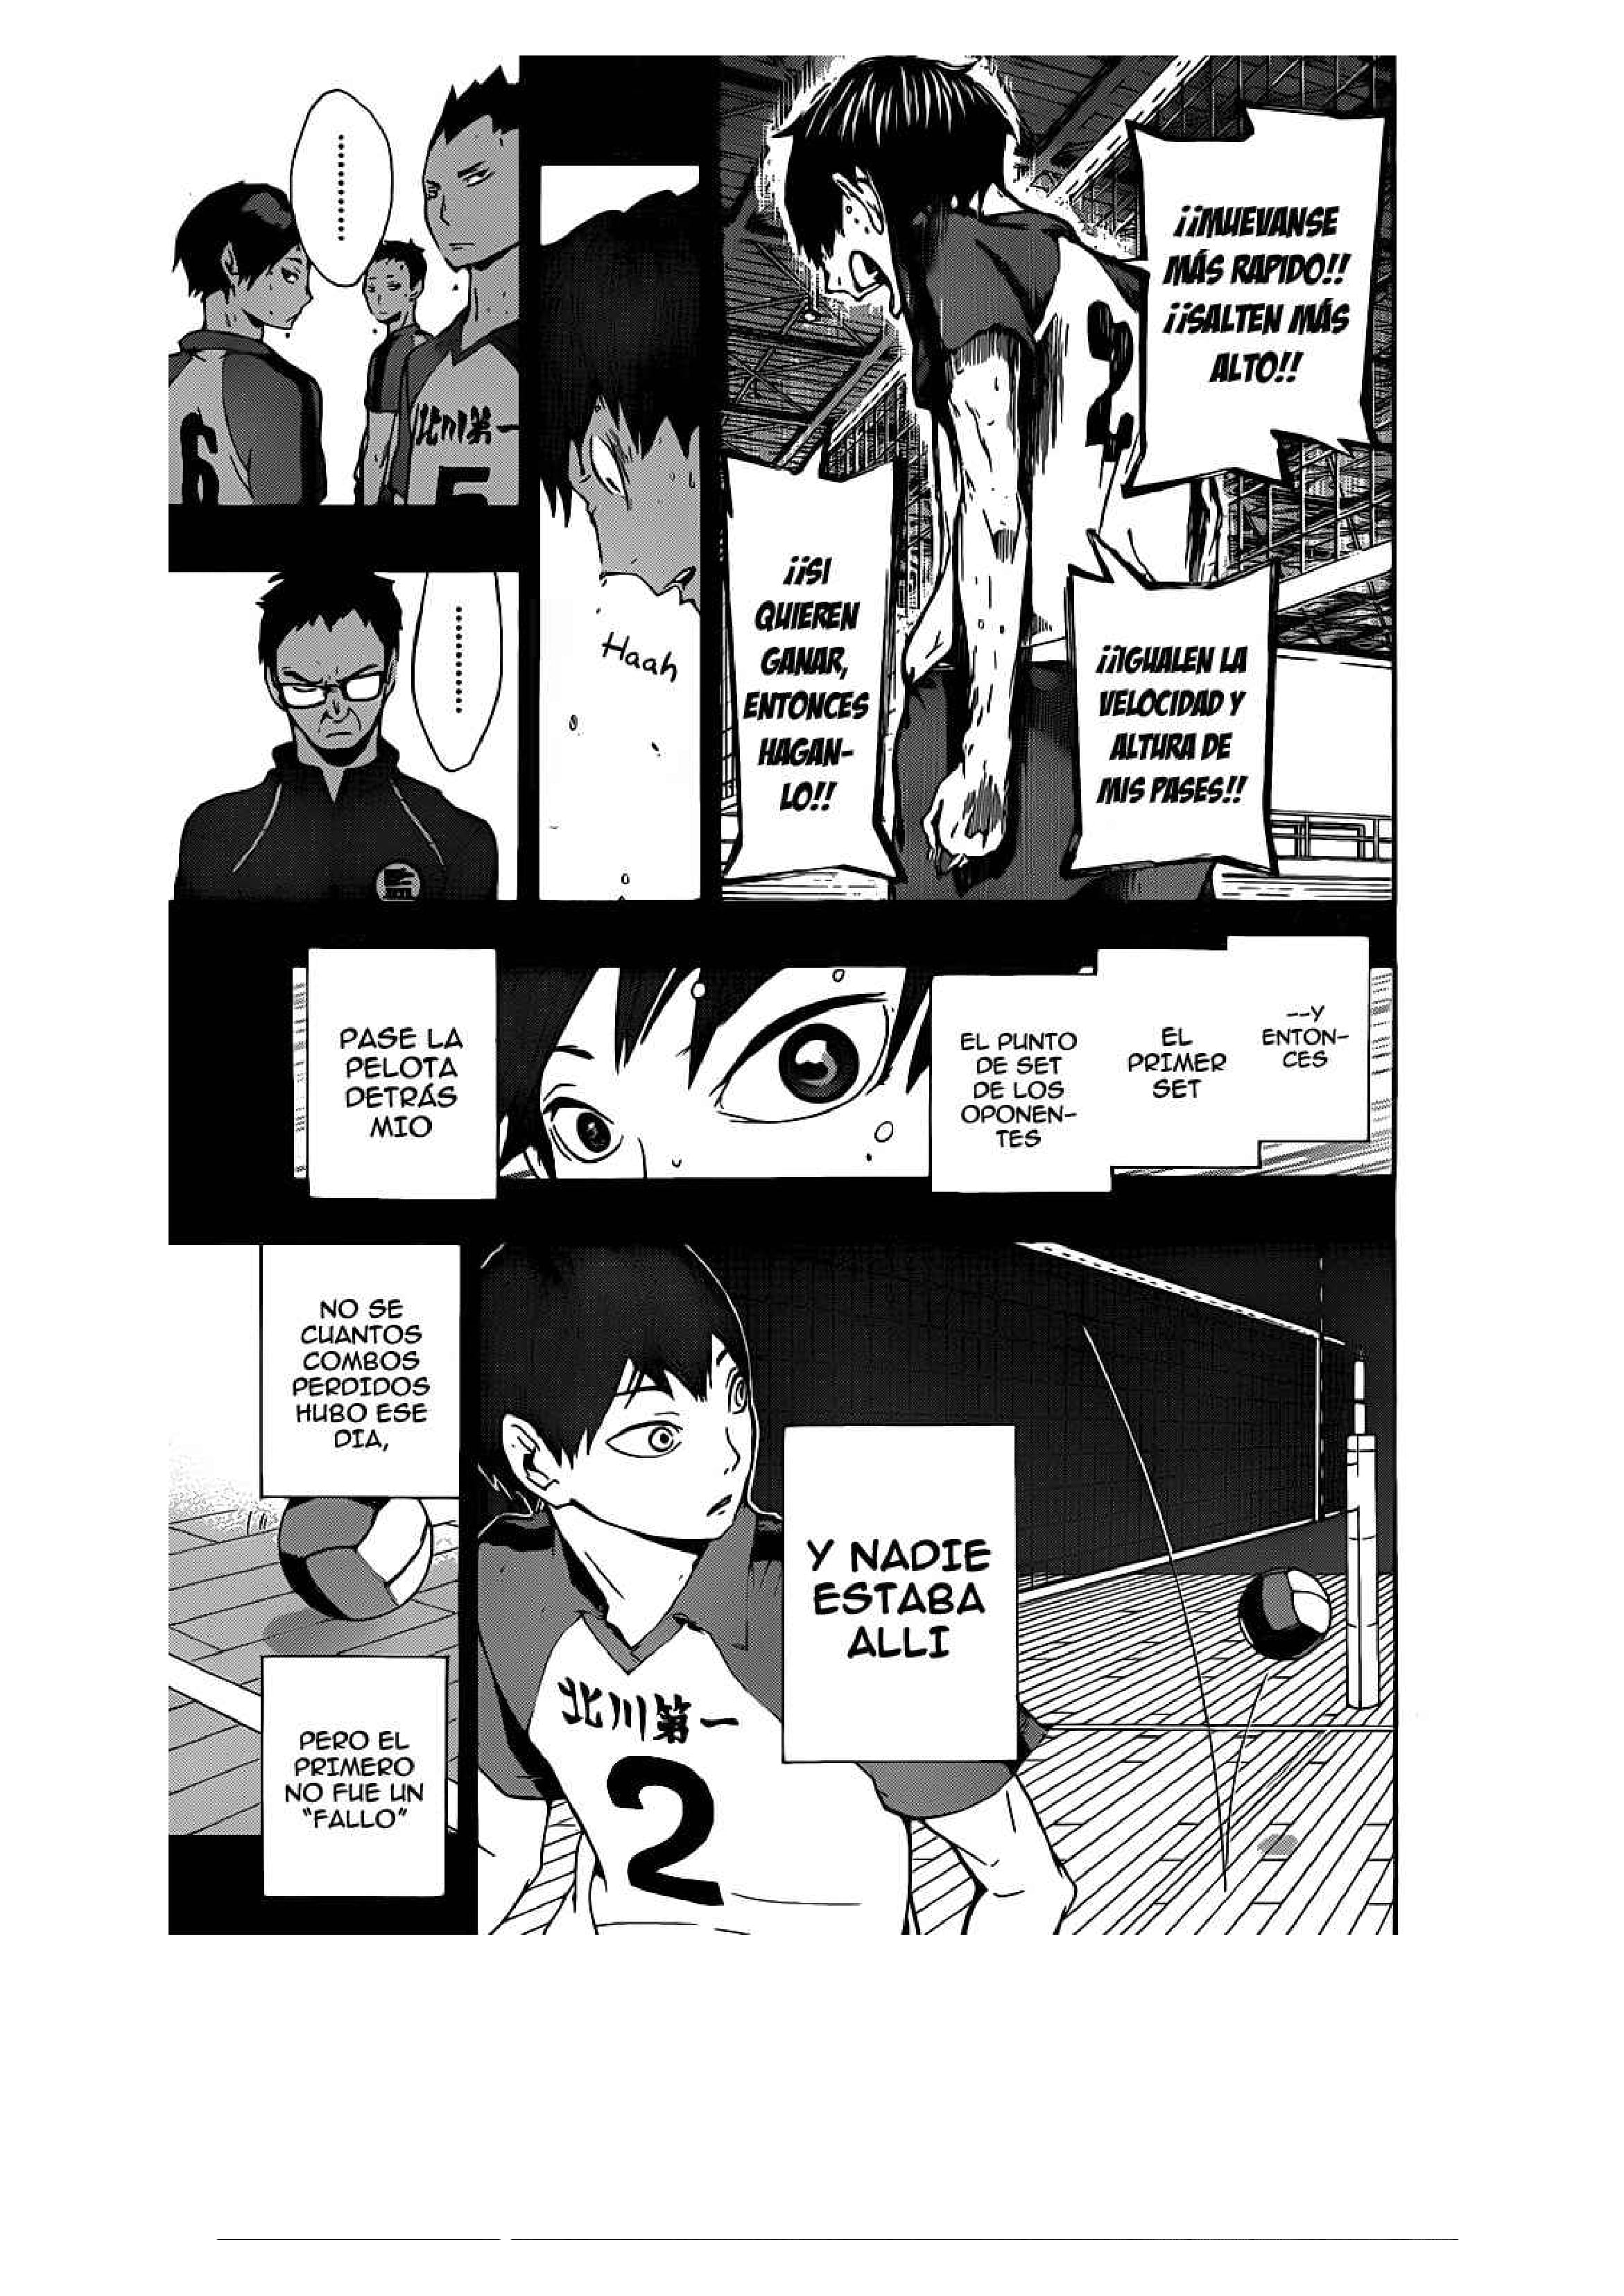 ¡¡MUEVANSE
MÁS RAPIDO!!
¡¡SALTEN MÁS
ALTO!!
2
¡¡IGUALEN LA
VELOCIDAD Y
ALTURA DE
MIS PASES!!
¡¡SI
QUIEREN
GANAR,
ENTONCES
HAGAN-
LO!!
Haah
..........
6
北川第一
5
..........
--Y
ENTON-
CES
EL
PRIMER
SET
EL PUNTO
DE SET
DE LOS
OPONEN-
TES
PASE LA
PELOTA
DETRÁS
MIO
Y NADIE
ESTABA
ALLI
北川第一
2
NO SE
CUANTOS
COMBOS
PERDIDOS
HUBO ESE
DIA,
PERO EL
PRIMERO
NO FUE UN
"FALLO"